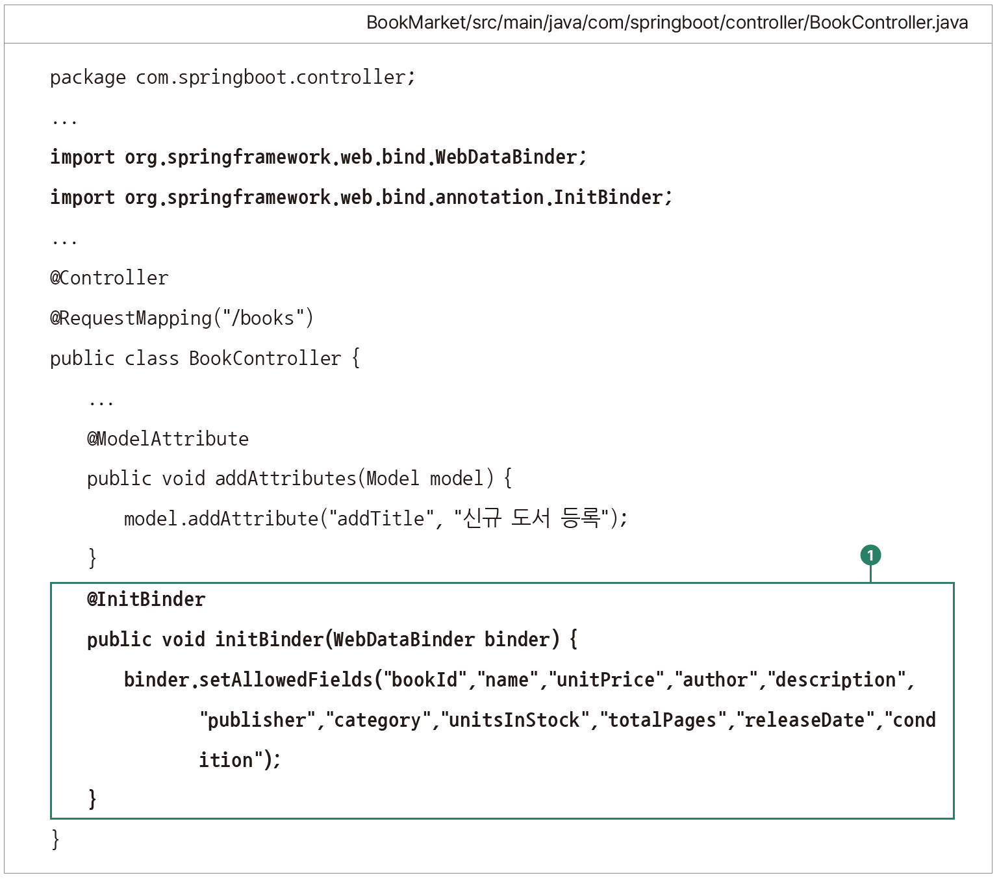 BookMarket/src/main/java/com/springboot/controller/BookController.java
package com.springboot.controller;
...
import org.springframework.web.bind.WebDataBinder;
import org.springframework.web.bind.annotation.InitBinder;
...
@Controller
@RequestMapping("/books")
public class BookController {
...
@ModelAttribute
public void addAttributes(Model model) {
model.addAttribute("addTitle", "신규 도서 등록");
}
1
@InitBinder
public void initBinder(WebDataBinder binder) {
binder.setAllowedFields("bookId","name","unitPrice","author","description",
"publisher","category","unitsInStock","totalPages","releaseDate","cond
ition");
}
}